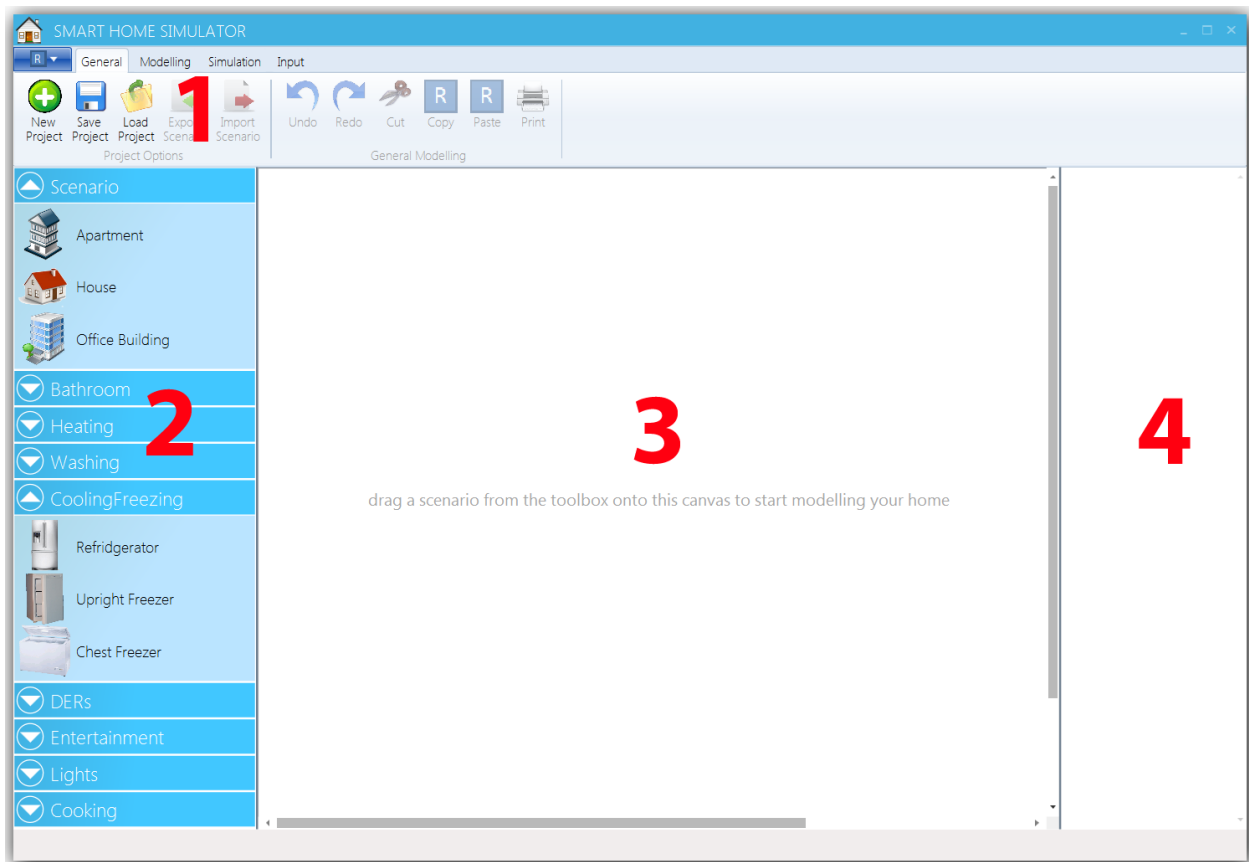 SMART HOME SIMULATOR
R General Modelling Simulation Input
New Project Save Project Load Project Import Scenario Undo Redo Cut Copy Paste Print
R R
Project Options General Modelling
1
Scenario
Apartment
House
Office Building
Bathroom
Heating
Washing
2
CoolingFreezing
Refridgerator
Upright Freezer
Chest Freezer
DERs
Entertainment
Lights
Cooking
3
drag a scenario from the toolbox onto this canvas to start modelling your home
4